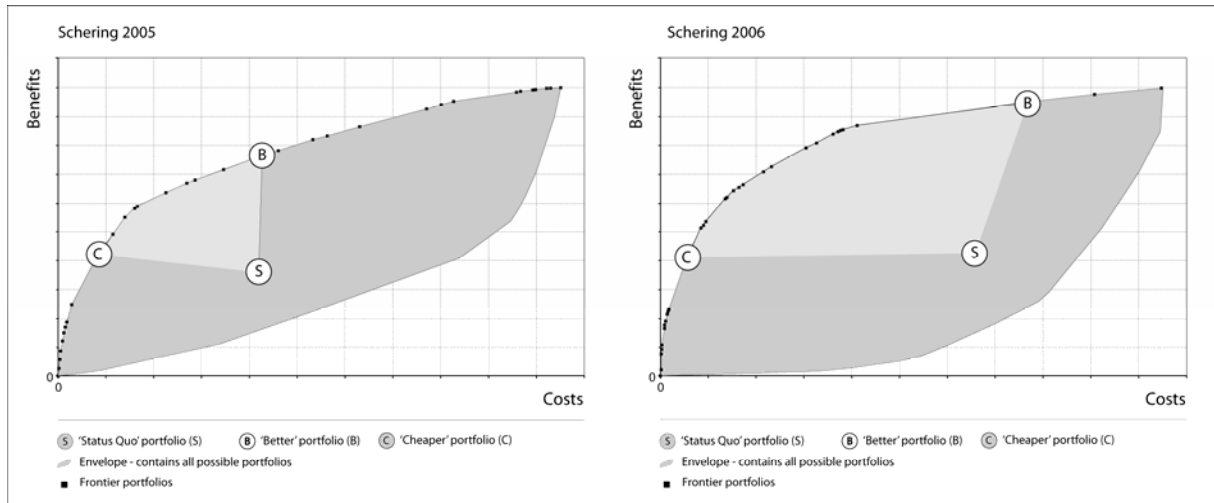 Schering 2005
Benefits
B
C
S
0
0
Costs
S 'Status Quo' portfolio (S) B 'Better' portfolio (B) C 'Cheaper' portfolio (C)
Envelope - contains all possible portfolios
Frontier portfolios
Schering 2006
Benefits
B
C
S
0
0
Costs
S 'Status Quo' portfolio (S) B 'Better' portfolio (B) C 'Cheaper' portfolio (C)
Envelope - contains all possible portfolios
Frontier portfolios